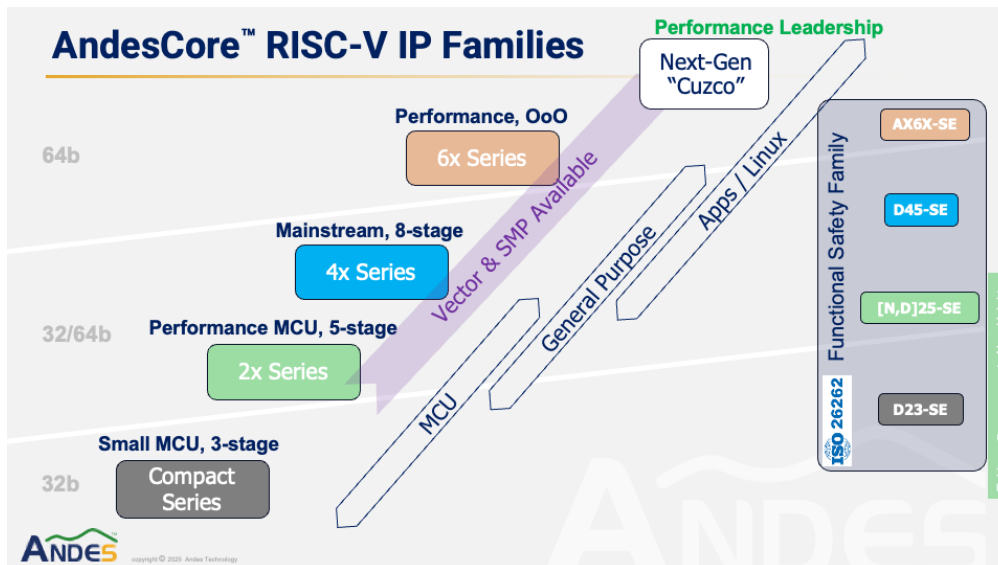 AndesCore™ RISC-V IP Families
Performance Leadership
Next-Gen
“Cuzco”
64b
Performance, OoO
6x Series
Mainstream, 8-stage
4x Series
32/64b
Performance MCU, 5-stage
2x Series
Small MCU, 3-stage
32b
Compact
Series
Vector & SMP Available
MCU
General Purpose
Apps / Linux
Functional Safety Family
ISO 26262
AX6X-SE
D45-SE
[N,D]25-SE
D23-SE
ANDES
ANDES
copyright © 2025 Andes Technology